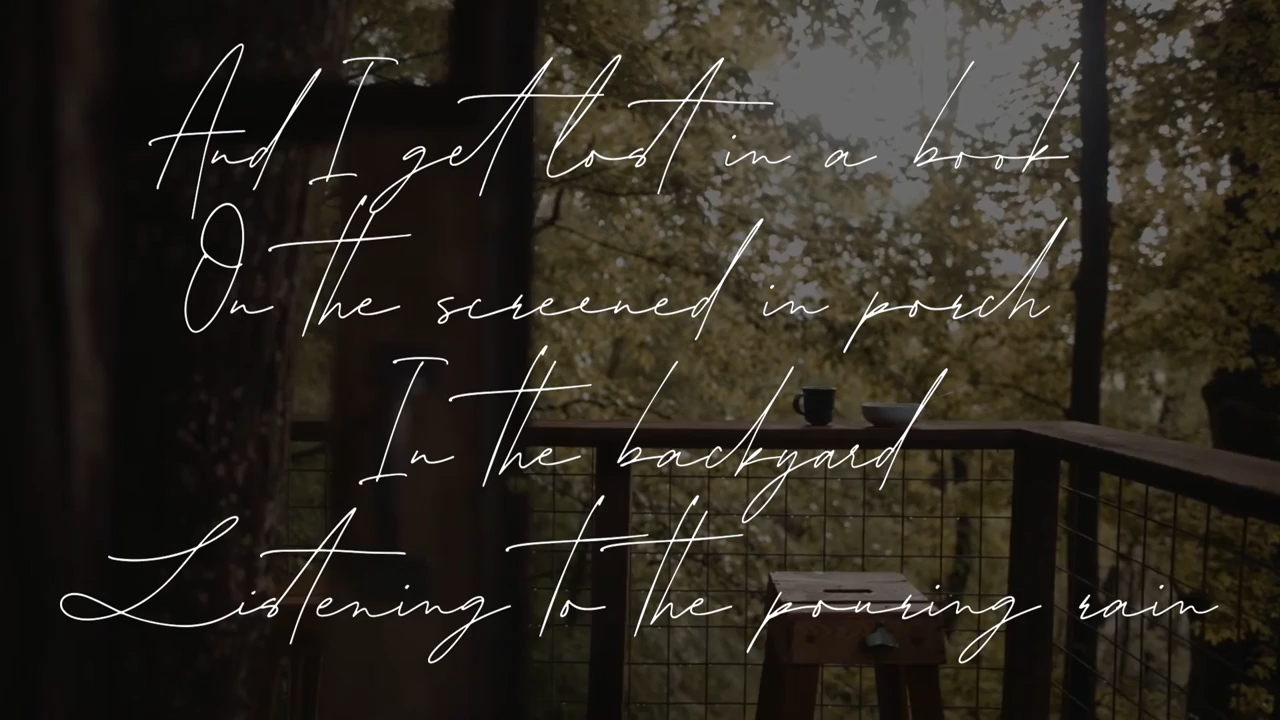 And I get lost in a book
On the screened in porch
In the backyard
Listening to the pouring rain